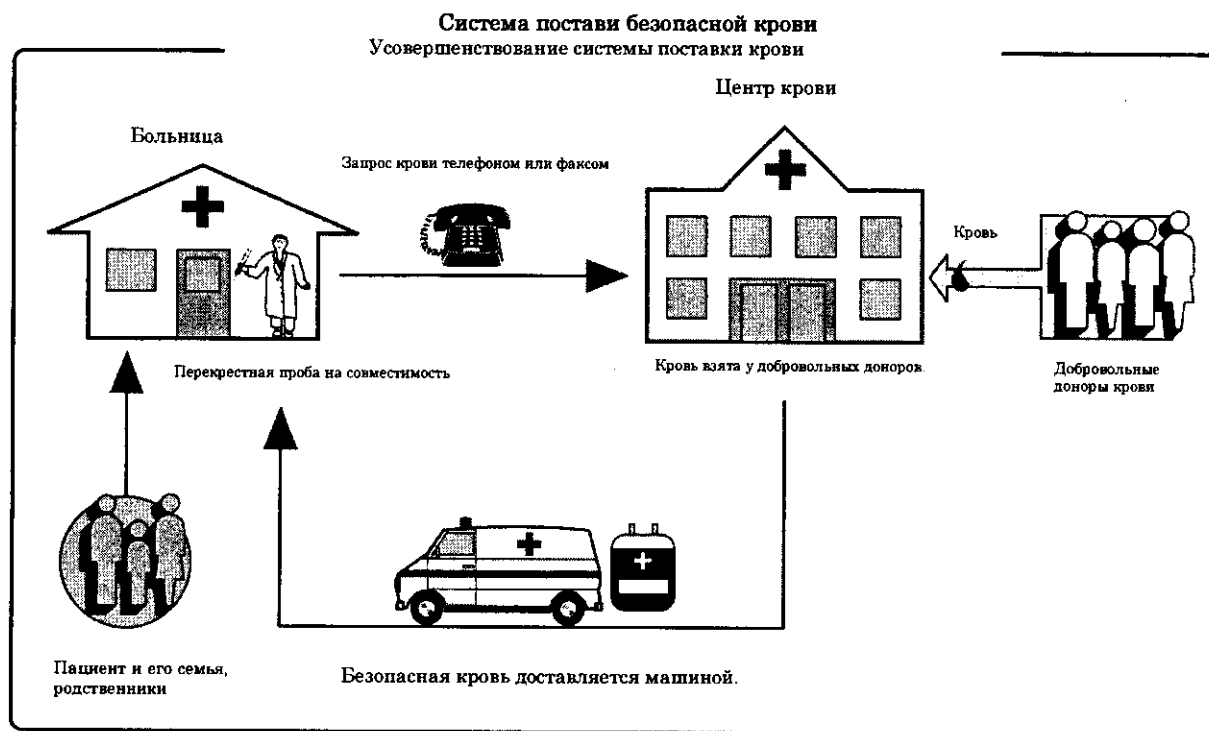 Система постави безопасной крови
Усовершенствование системы поставки крови
Центр крови
Больница
Запрос крови телефоном или факсом
Кровь
Перекрестная проба на совместимость
Кровь взята у добровольных доноров.
Добровольные
доноры крови
Пациент и его семья,
родственники
Безопасная кровь доставляется машиной.